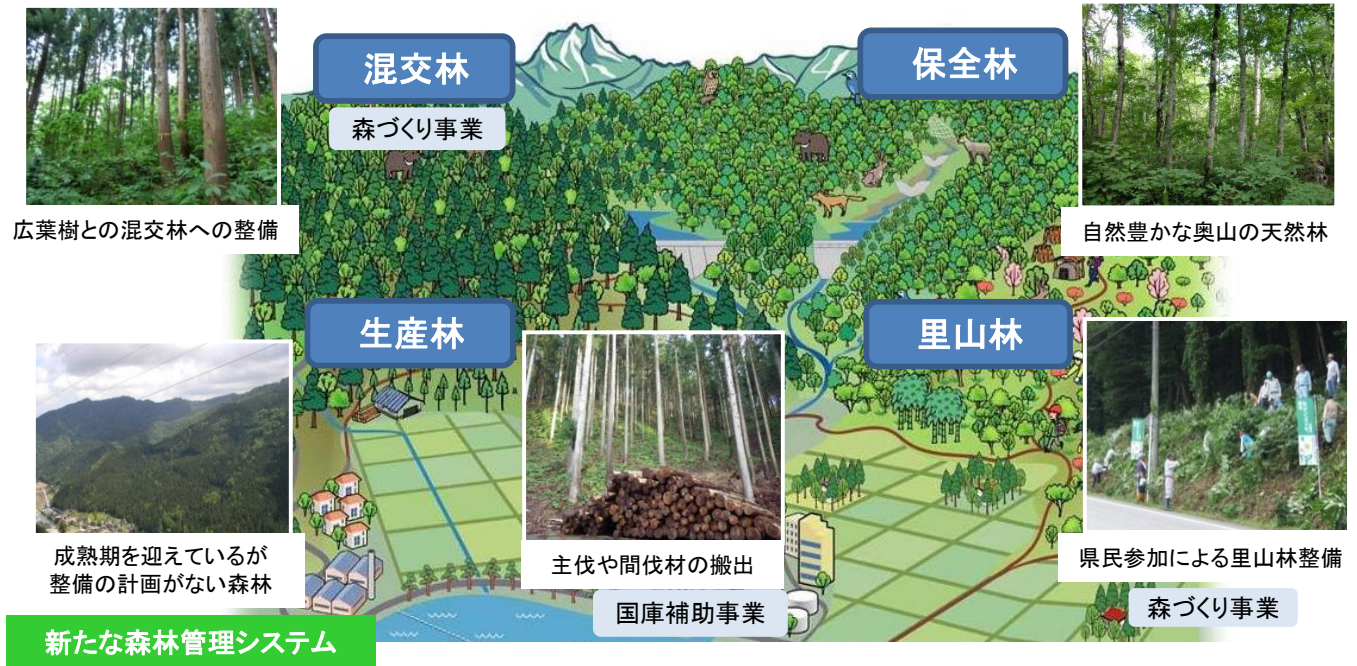 混交林
森づくり事業
広葉樹との混交林への整備
保全林
自然豊かな奥山の天然林
生産林
成熟期を迎えているが
整備の計画がない森林
主伐や間伐材の搬出
国庫補助事業
里山林
県民参加による里山林整備
森づくり事業
新たな森林管理システム